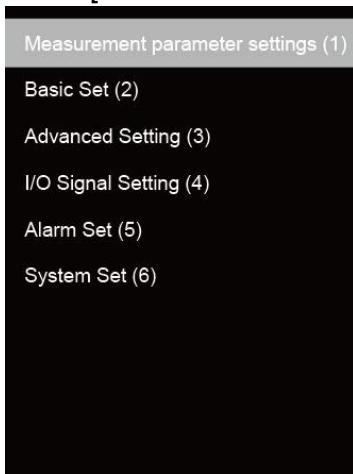 Measurement parameter settings (1)
Basic Set (2)
Advanced Setting (3)
I/O Signal Setting (4)
Alarm Set (5)
System Set (6)